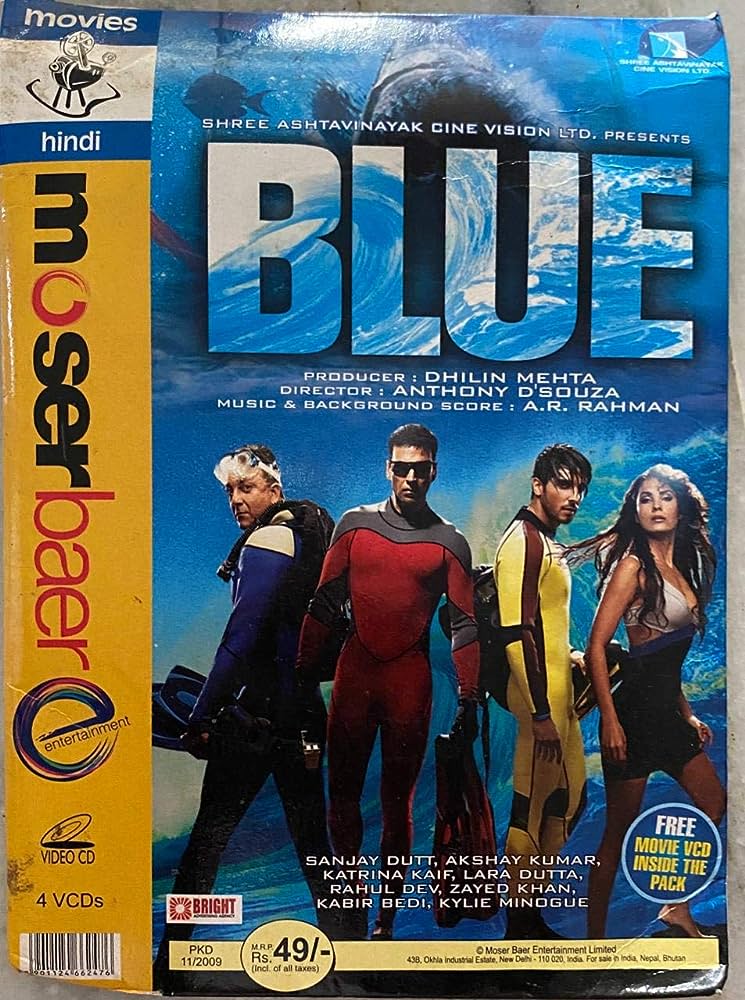 movies
hindi
moserbaer
entertainment
VIDEO CD
4 VCDs
SHREE ASHTAVINAYAK
CINE VISION LTD.
SHREE ASHTAVINAYAK CINE VISION LTD. PRESENTS
BLUE
PRODUCER : DHILIN MEHTA
DIRECTOR : ANTHONY D'SOUZA
MUSIC & BACKGROUND SCORE : A.R. RAHMAN
FREE
MOVIE VCD
INSIDE THE
PACK
SANJAY DUTT, AKSHAY KUMAR,
KATRINA KAIF, LARA DUTTA,
RAHUL DEV, ZAYED KHAN,
KABIR BEDI, KYLIE MINOGUE
BRIGHT
ADVERTISING AGENCY
PKD
11/2009
M.R.P.
Rs. 49/-
(Incl. of all taxes)
© Moser Baer Entertainment Limited
43B, Okhla Industrial Estate, New Delhi - 110 020, India. For sale in India, Nepal, Bhutan
901124 662476